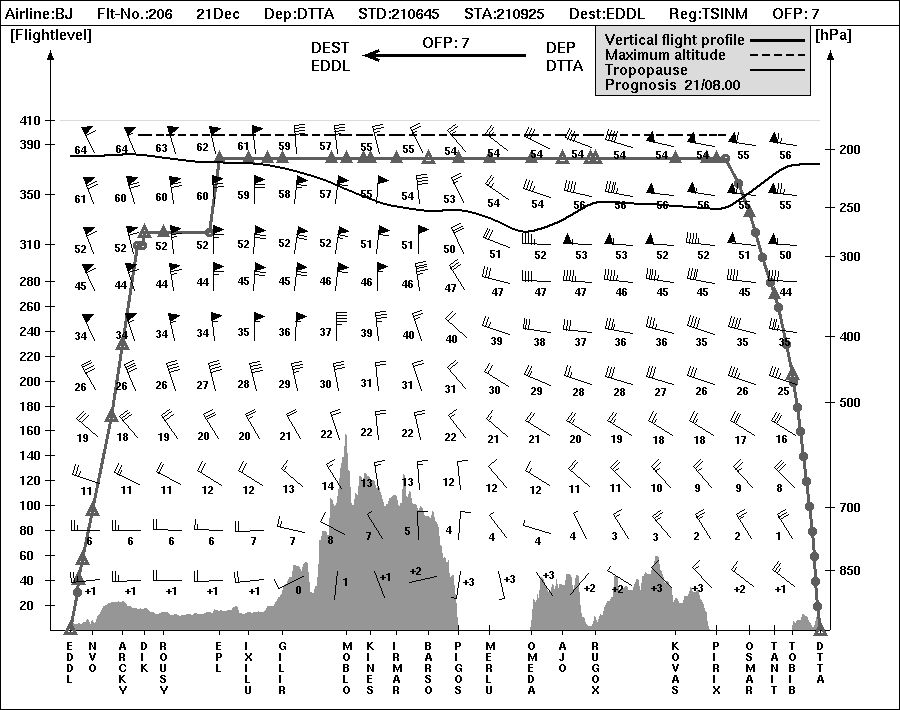 Airline:BJ Flt-No.:206 21Dec Dep:DTTA STD:210645 STA:210925 Dest:EDDL Reg:TSINM OFP: 7
[Flightlevel] DEST EDDL OFP: 7 DEP DTTA [hPa]
Vertical flight profile
Maximum altitude
Tropopause
Prognosis 21/08.00
410
390 64 64 63 62 61 59 57 55 55 54 54 54 54 54 54 54 55 56 200
350 61 60 60 60 59 58 57 55 54 53 54 54 56 56 56 56 55 55 250
310 52 52 52 52 52 52 52 51 51 50 51 52 53 53 52 52 51 50 300
280 45 44 44 44 45 45 46 46 46 47 47 47 47 46 45 45 45 44
260
240 34 34 34 34 35 36 37 39 40 40 39 38 37 36 36 35 35 35 400
220
200 26 26 26 27 28 29 30 31 31 31 30 29 28 28 27 26 26 25
180 500
160 19 18 19 20 20 21 22 22 22 22 21 21 20 19 18 18 17 16
140
120 11 11 11 12 12 13 14 13 13 12 12 12 11 11 10 9 9 8
100 700
80 6 6 6 6 7 7 8 7 5 4 4 4 4 3 3 2 2 1
60
40 +1 +1 +1 +1 +1 0 1 +1 +2 +3 +3 +3 +2 +2 +3 +3 +2 +1 850
20
EDDL
NVO
ARCKY
DIK
ROUSY
EPL
IXILU
GILIR
MOBLO
KINES
IRMAR
BARSO
PIGOS
MERLU
OMEDA
AJO
RUGOX
KOVAS
PIRIX
OSMAR
TANIT
TOBIB
DTTA